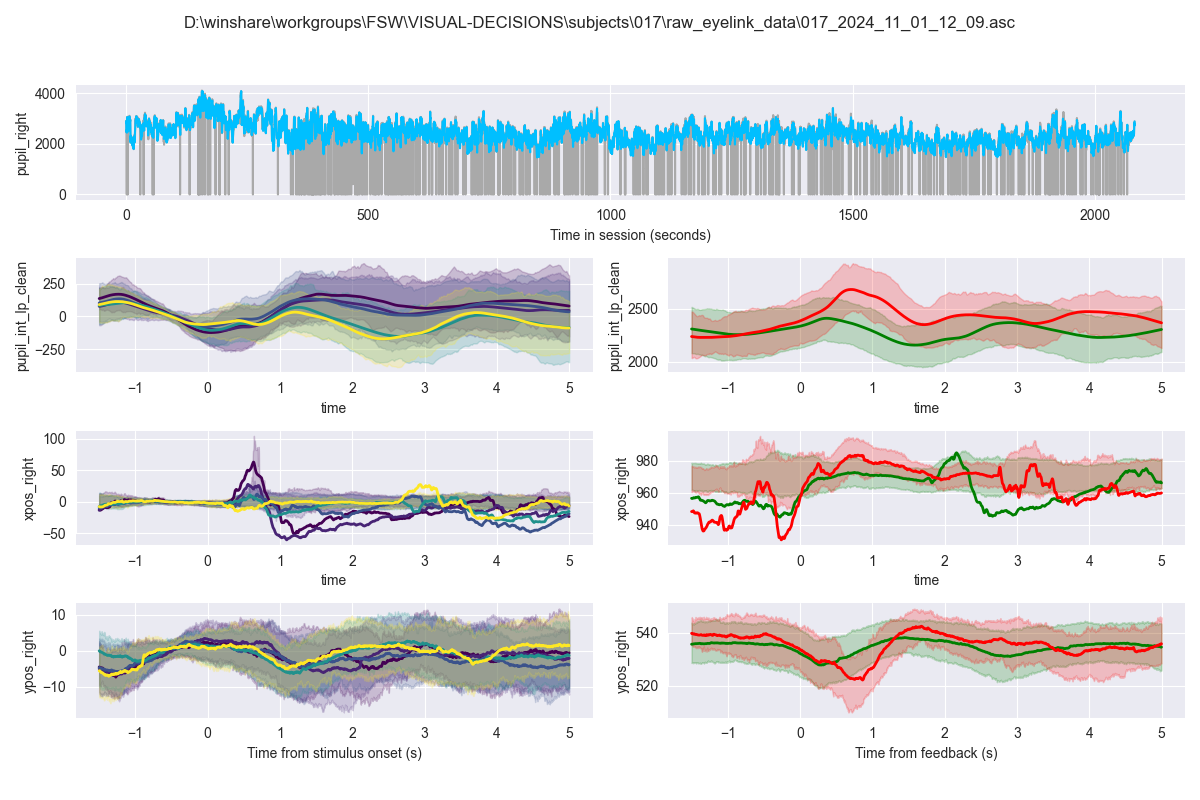 D:\winshare\workgroups\FSW\VISUAL-DECISIONS\subjects\017\raw_eyelink_data\017_2024_11_01_12_09.asc
pupil_right
4000
2000
0
0 500 1000 1500 2000
Time in session (seconds)
pupil_int_lp_clean
250
0
−250
−1 0 1 2 3 4 5
time
pupil_int_lp_clean
2500
2000
−1 0 1 2 3 4 5
time
xpos_right
100
50
0
−50
−1 0 1 2 3 4 5
time
xpos_right
980
960
940
−1 0 1 2 3 4 5
time
ypos_right
10
0
−10
−1 0 1 2 3 4 5
Time from stimulus onset (s)
ypos_right
540
520
−1 0 1 2 3 4 5
Time from feedback (s)